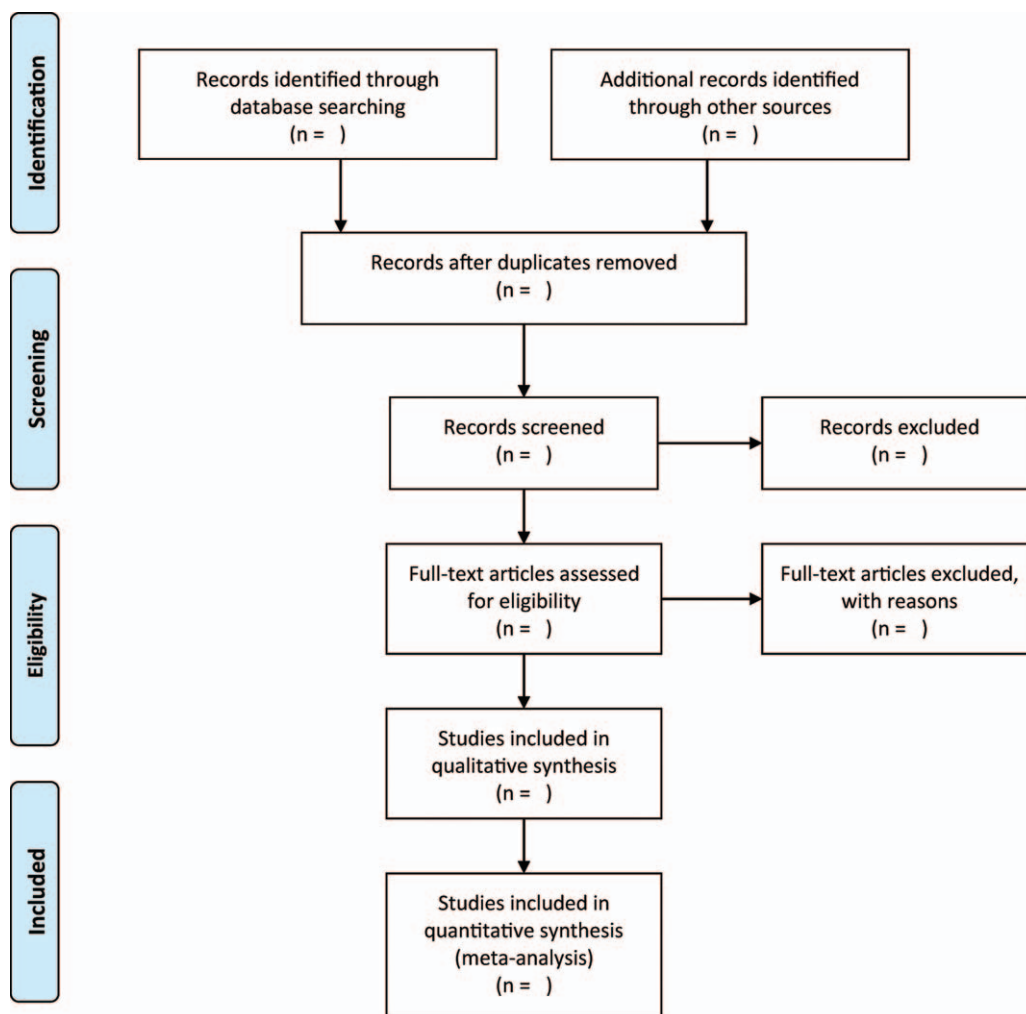 Identification
Records identified through
database searching
(n =   )
Additional records identified
through other sources
(n =   )
Records after duplicates removed
(n =   )
Screening
Records screened
(n =   )
Records excluded
(n =   )
Eligibility
Full-text articles assessed
for eligibility
(n =   )
Full-text articles excluded,
with reasons
(n =   )
Studies included in
qualitative synthesis
(n =   )
Included
Studies included in
quantitative synthesis
(meta-analysis)
(n =   )